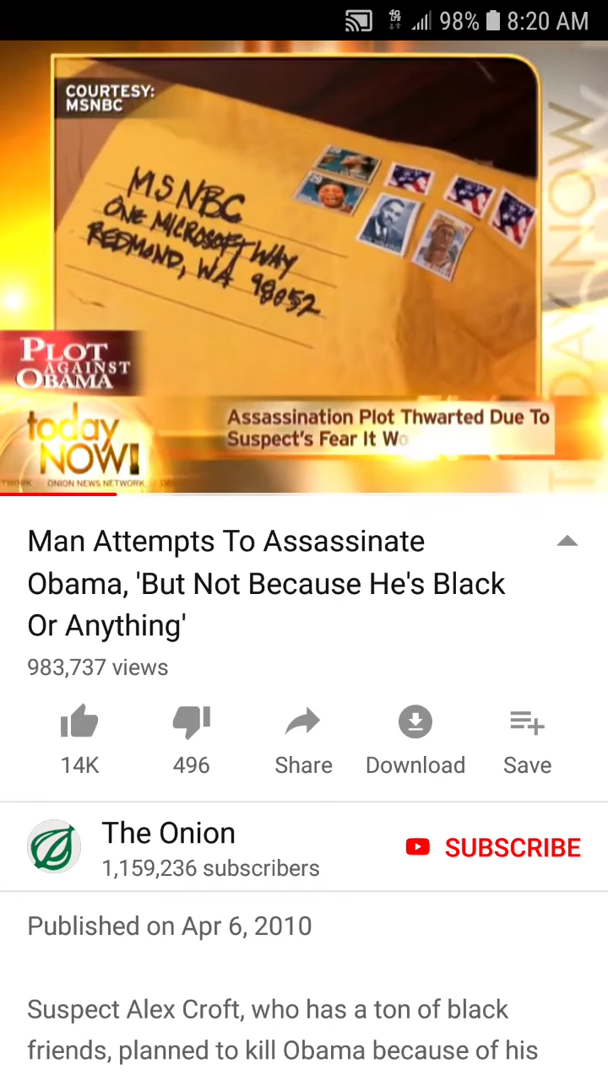 98% 8:20 AM
COURTESY:
MSNBC
MSNBC
ONE MICROSOFT WAY
REDMOND, WA 98052
NOW
PLOT
AGAINST
OBAMA
today
NOW!
ONION NEWS NETWORK
Assassination Plot Thwarted Due To
Suspect's Fear It Wo
Man Attempts To Assassinate
Obama, 'But Not Because He's Black
Or Anything'
983,737 views
14K
496
Share
Download
Save
The Onion
1,159,236 subscribers
SUBSCRIBE
Published on Apr 6, 2010
Suspect Alex Croft, who has a ton of black
friends, planned to kill Obama because of his